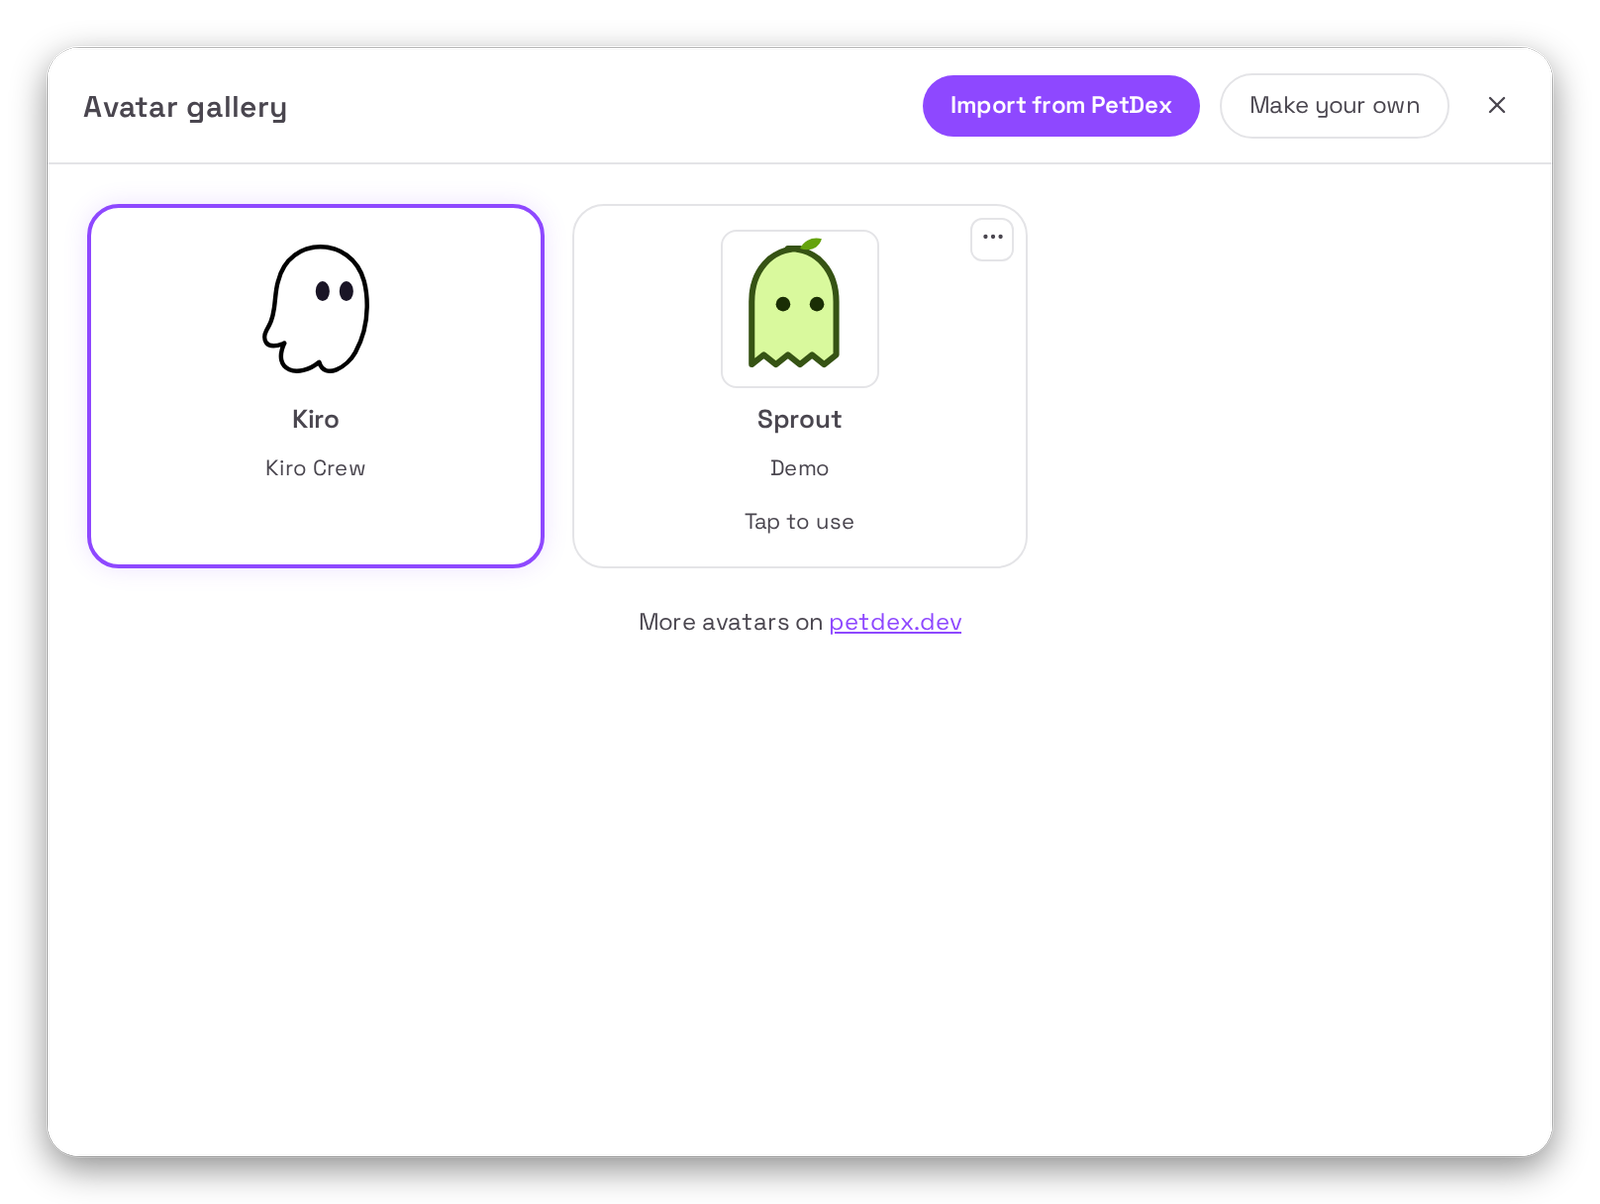 Avatar gallery
Import from PetDex
Make your own
Kiro
Kiro Crew
Sprout
Demo
Tap to use
More avatars on petdex.dev